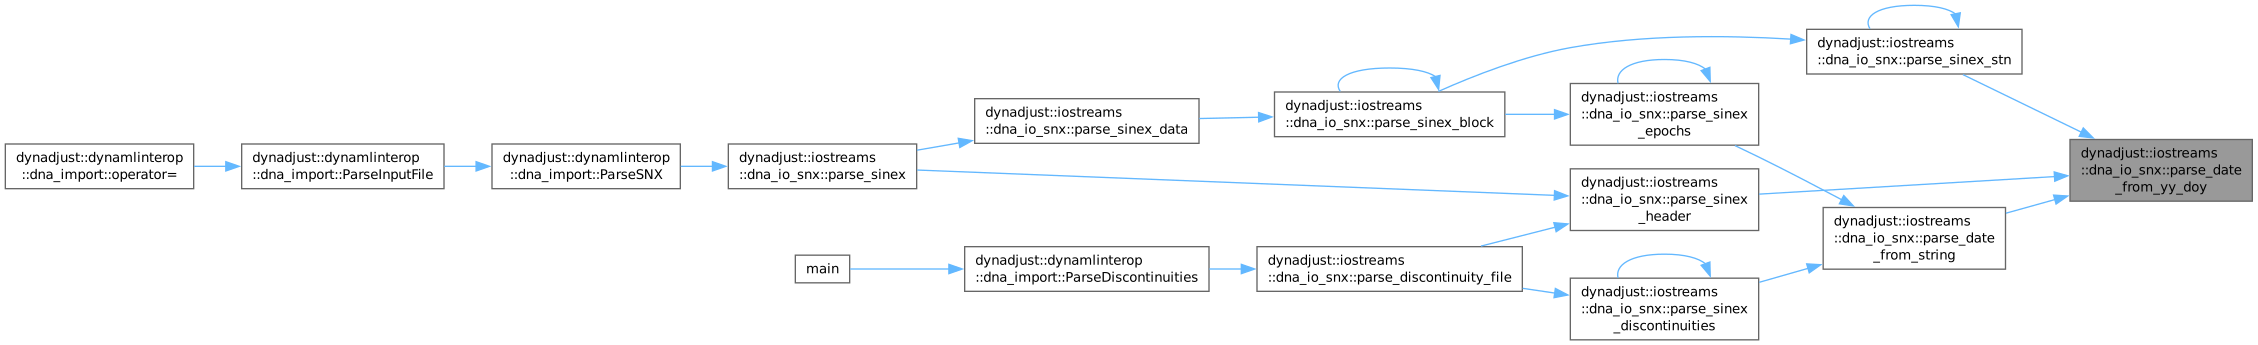 dynadjust::dynamlinterop
::dna_import::operator=
dynadjust::dynamlinterop
::dna_import::ParseInputFile
dynadjust::dynamlinterop
::dna_import::ParseSNX
dynadjust::iostreams
::dna_io_snx::parse_sinex
dynadjust::iostreams
::dna_io_snx::parse_sinex_data
dynadjust::iostreams
::dna_io_snx::parse_sinex_block
dynadjust::iostreams
::dna_io_snx::parse_sinex
_epochs
dynadjust::iostreams
::dna_io_snx::parse_sinex_stn
dynadjust::iostreams
::dna_io_snx::parse_date
_from_yy_doy
dynadjust::iostreams
::dna_io_snx::parse_sinex
_header
dynadjust::iostreams
::dna_io_snx::parse_date
_from_string
main
dynadjust::dynamlinterop
::dna_import::ParseDiscontinuities
dynadjust::iostreams
::dna_io_snx::parse_discontinuity_file
dynadjust::iostreams
::dna_io_snx::parse_sinex
_discontinuities